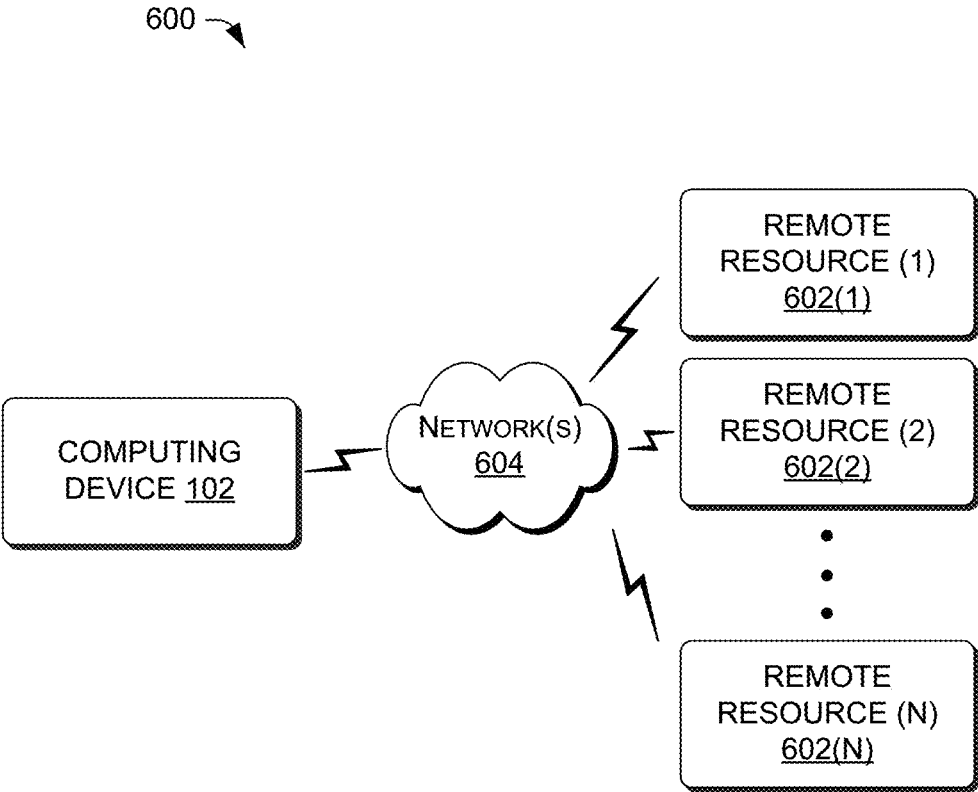 600
REMOTE
RESOURCE (1)
602(1)
REMOTE
RESOURCE (2)
602(2)
NETWORK(S)
604
COMPUTING
DEVICE 102
REMOTE
RESOURCE (N)
602(N)